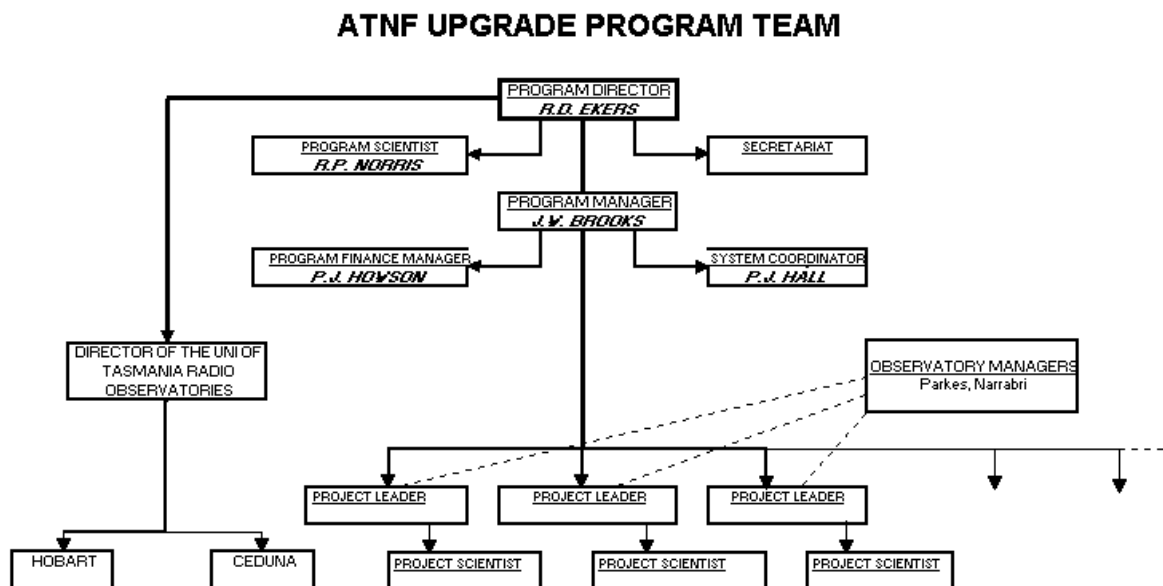 ATNF UPGRADE PROGRAM TEAM
PROGRAM DIRECTOR
R.D. EKERS
PROGRAM SCIENTIST
R.P. NORRIS
SECRETARIAT
PROGRAM MANAGER
J.W. BROOKS
PROGRAM FINANCE MANAGER
P.J. HOWSON
SYSTEM COORDINATOR
P.J. HALL
DIRECTOR OF THE UNI OF
TASMANIA RADIO
OBSERVATORIES
OBSERVATORY MANAGERS
Parkes, Narrabri
PROJECT LEADER
PROJECT LEADER
PROJECT LEADER
HOBART
CEDUNA
PROJECT SCIENTIST
PROJECT SCIENTIST
PROJECT SCIENTIST